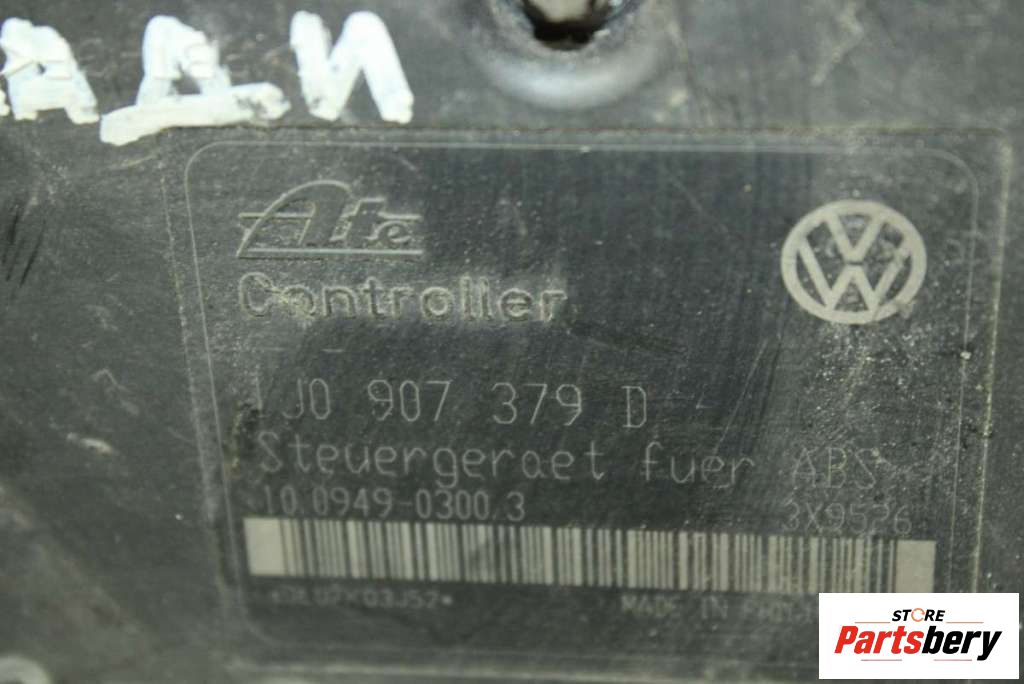 Ate
Controller
1J0 907 379 D
Steuergeraet fuer ABS
10.0949-0300.3 3X9526
MADE IN
STORE
Partsbery